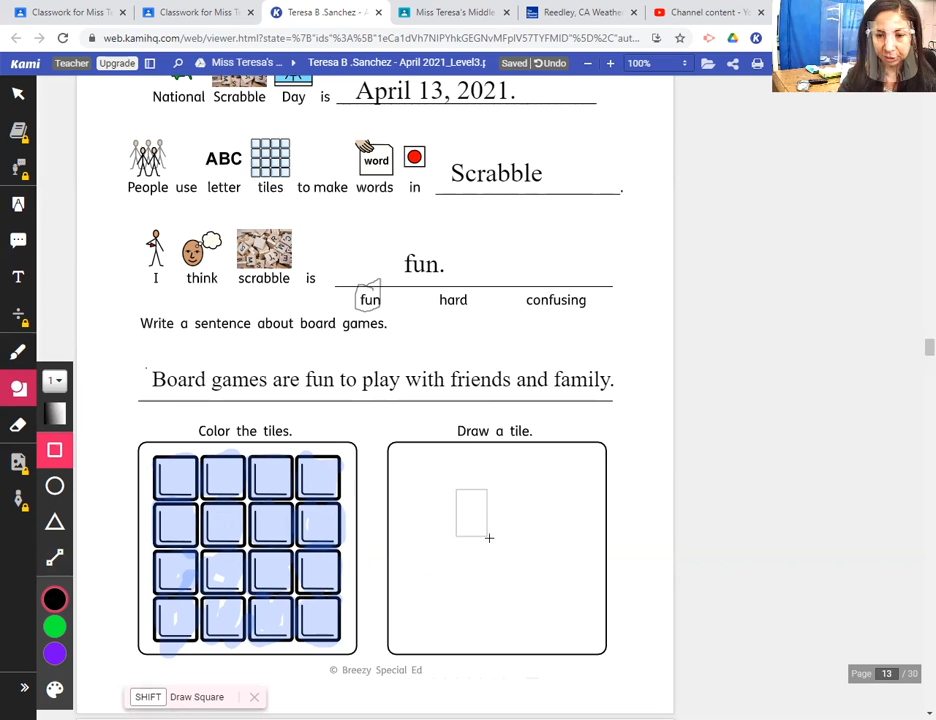 Classwork for Miss T
Classwork for Miss T
Teresa B .Sanchez - A
Miss Teresa's Middle
Reedley, CA Weathe
Channel content - Yo
web.kamihq.com/web/viewer.html?state=%7B"ids"%3A%5B"1eCa1dVh7NIPYhkGEGNvMFplV57TYFMID"%5D%2C"aut...
Kami
Teacher
Upgrade
Miss Teresa's ...
Teresa B .Sanchez - April 2021_Level3.p
Saved
Undo
100%
National Scrabble Day is April 13, 2021.
ABC
word
People use letter tiles to make words in Scrabble.
I think scrabble is fun.
fun hard confusing
Write a sentence about board games.
Board games are fun to play with friends and family.
1
Color the tiles.
Draw a tile.
© Breezy Special Ed
SHIFT Draw Square
Page 13 / 30